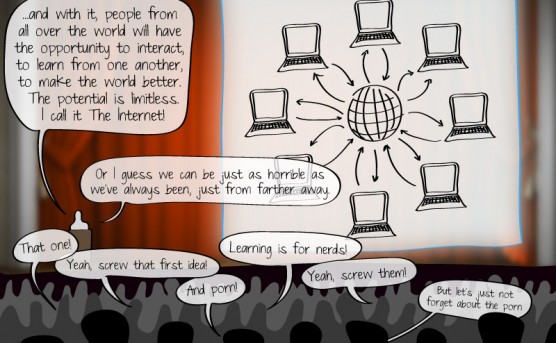 ...and with it, people from
all over the world will have
the opportunity to interact,
to learn from one another,
to make the world better.
The potential is limitless.
I call it The Internet!
Or I guess we can be just as horrible as
we've always been, just from farther away.
That one!
Yeah, screw that first idea!
And porn!
Learning is for nerds!
Yeah, screw them!
But let's just not
forget about the porn